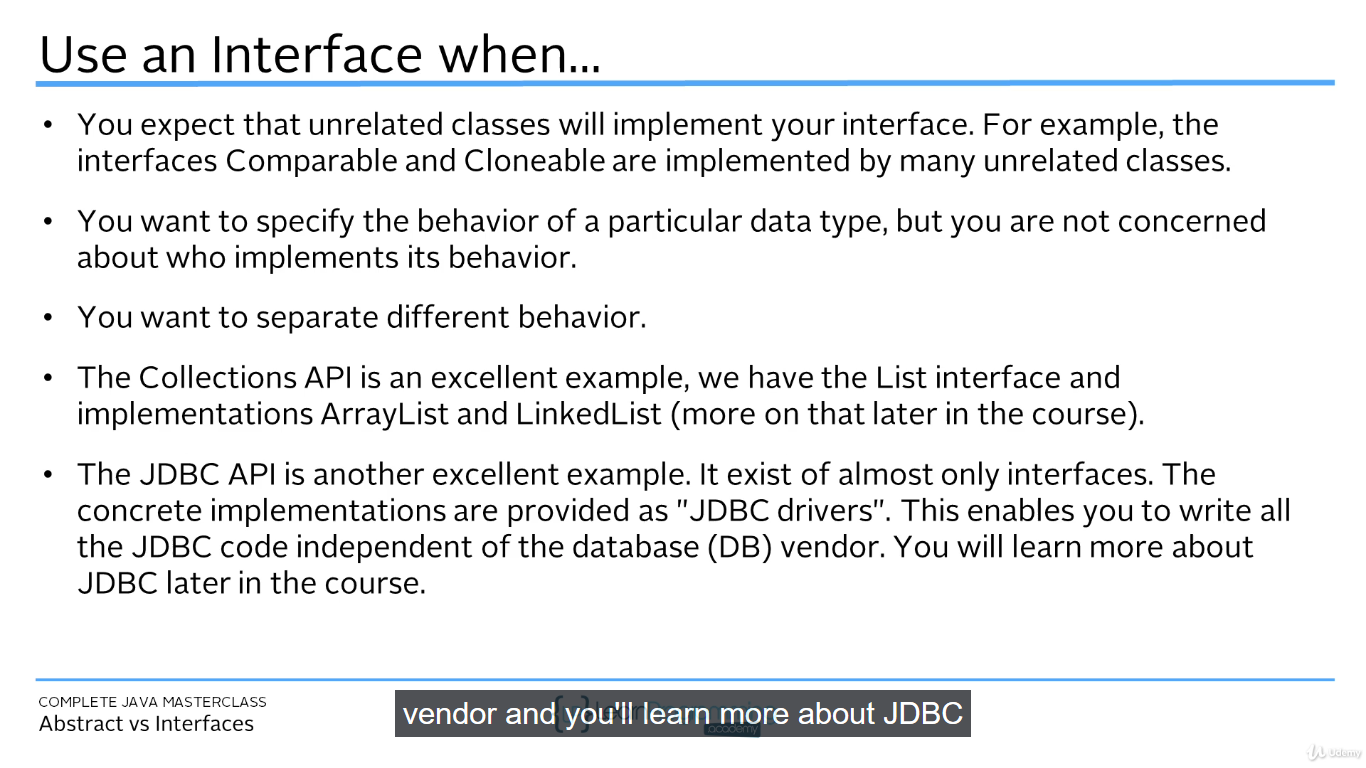 Use an Interface when...
• You expect that unrelated classes will implement your interface. For example, the
interfaces Comparable and Cloneable are implemented by many unrelated classes.
• You want to specify the behavior of a particular data type, but you are not concerned
about who implements its behavior.
• You want to separate different behavior.
• The Collections API is an excellent example, we have the List interface and
implementations ArrayList and LinkedList (more on that later in the course).
• The JDBC API is another excellent example. It exist of almost only interfaces. The
concrete implementations are provided as "JDBC drivers". This enables you to write all
the JDBC code independent of the database (DB) vendor. You will learn more about
JDBC later in the course.
COMPLETE JAVA MASTERCLASS
Abstract vs Interfaces
vendor and you'll learn more about JDBC
academy
Udemy